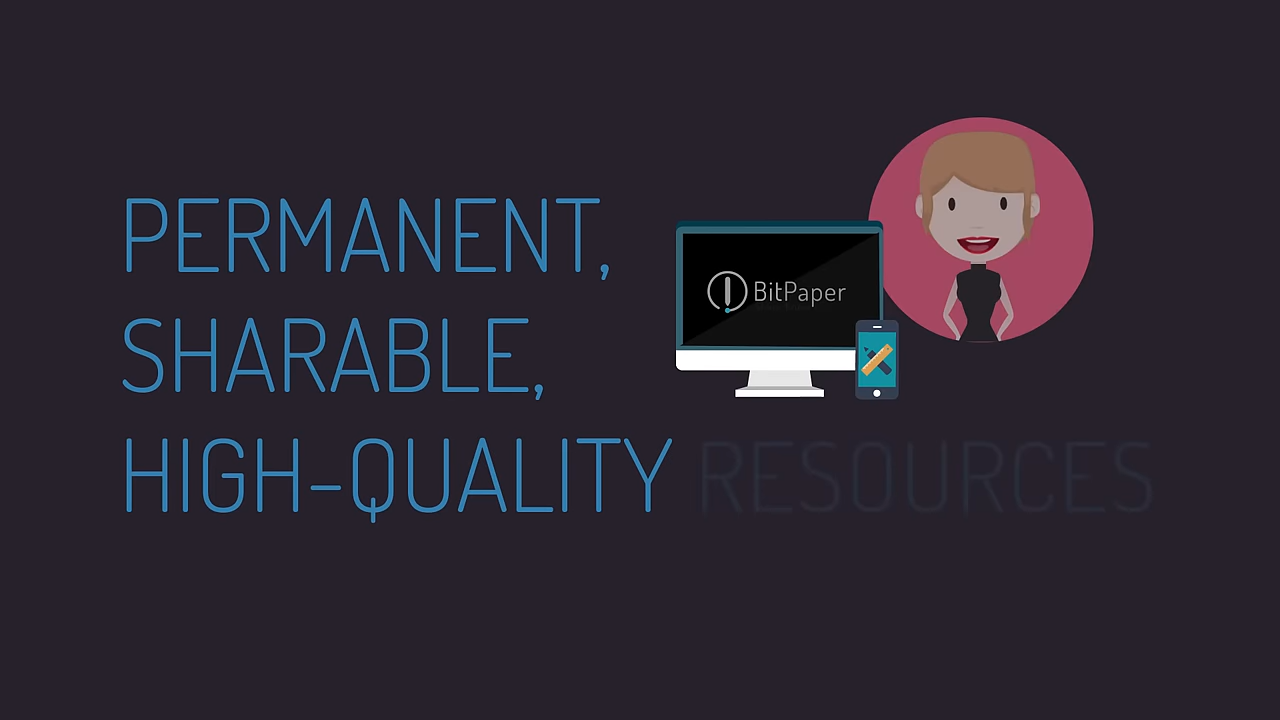 PERMANENT,
SHARABLE,
HIGH-QUALITY RESOURCES
BitPaper